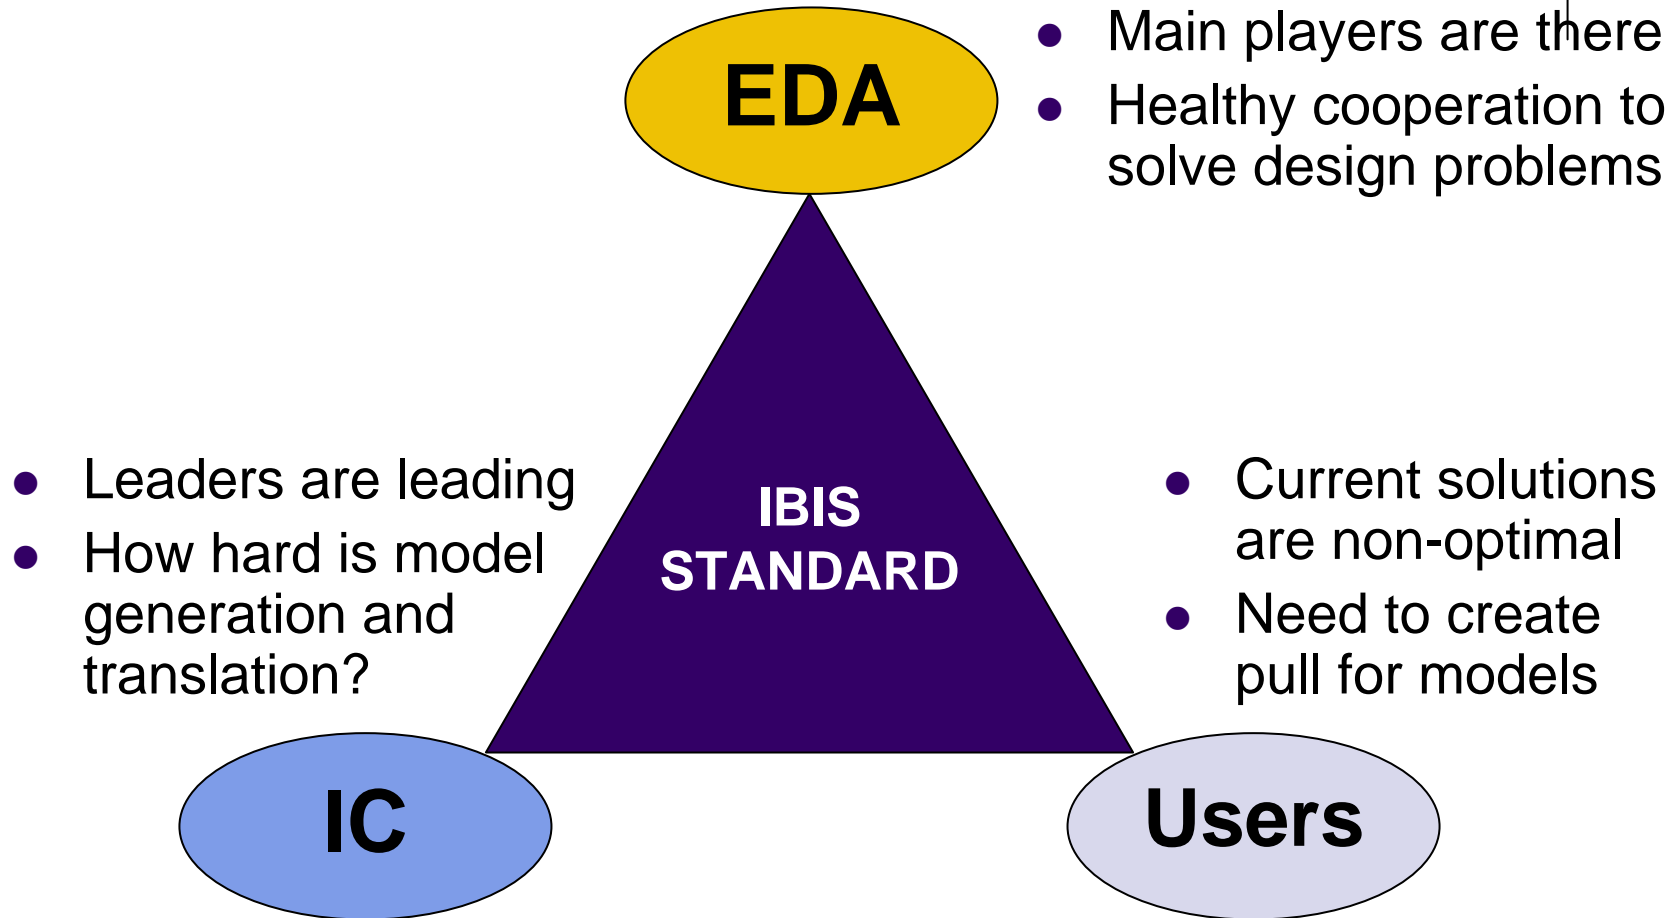 EDA
● Main players are there
● Healthy cooperation to
solve design problems
● Leaders are leading
● How hard is model
generation and
translation?
IBIS
STANDARD
● Current solutions
are non-optimal
● Need to create
pull for models
IC
Users